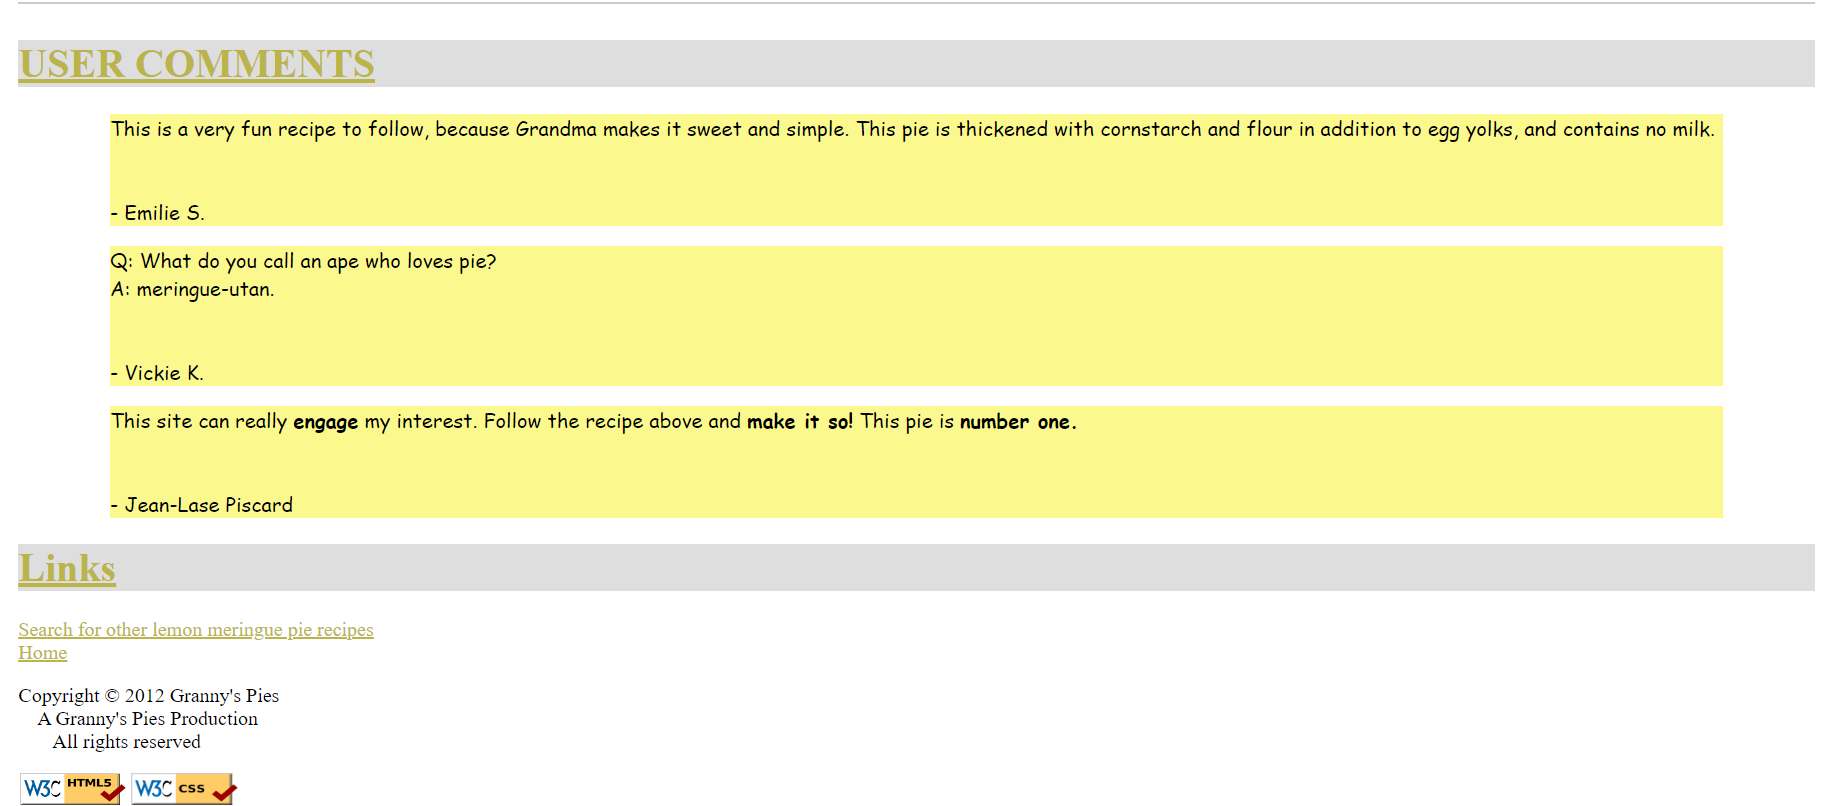 USER COMMENTS
This is a very fun recipe to follow, because Grandma makes it sweet and simple. This pie is thickened with cornstarch and flour in addition to egg yolks, and contains no milk.
- Emilie S.
Q: What do you call an ape who loves pie?
A: meringue-utan.
- Vickie K.
This site can really engage my interest. Follow the recipe above and make it so! This pie is number one.
- Jean-Lase Piscard
Links
Search for other lemon meringue pie recipes
Home
Copyright © 2012 Granny's Pies
A Granny's Pies Production
All rights reserved
W3C HTML5 W3C CSS